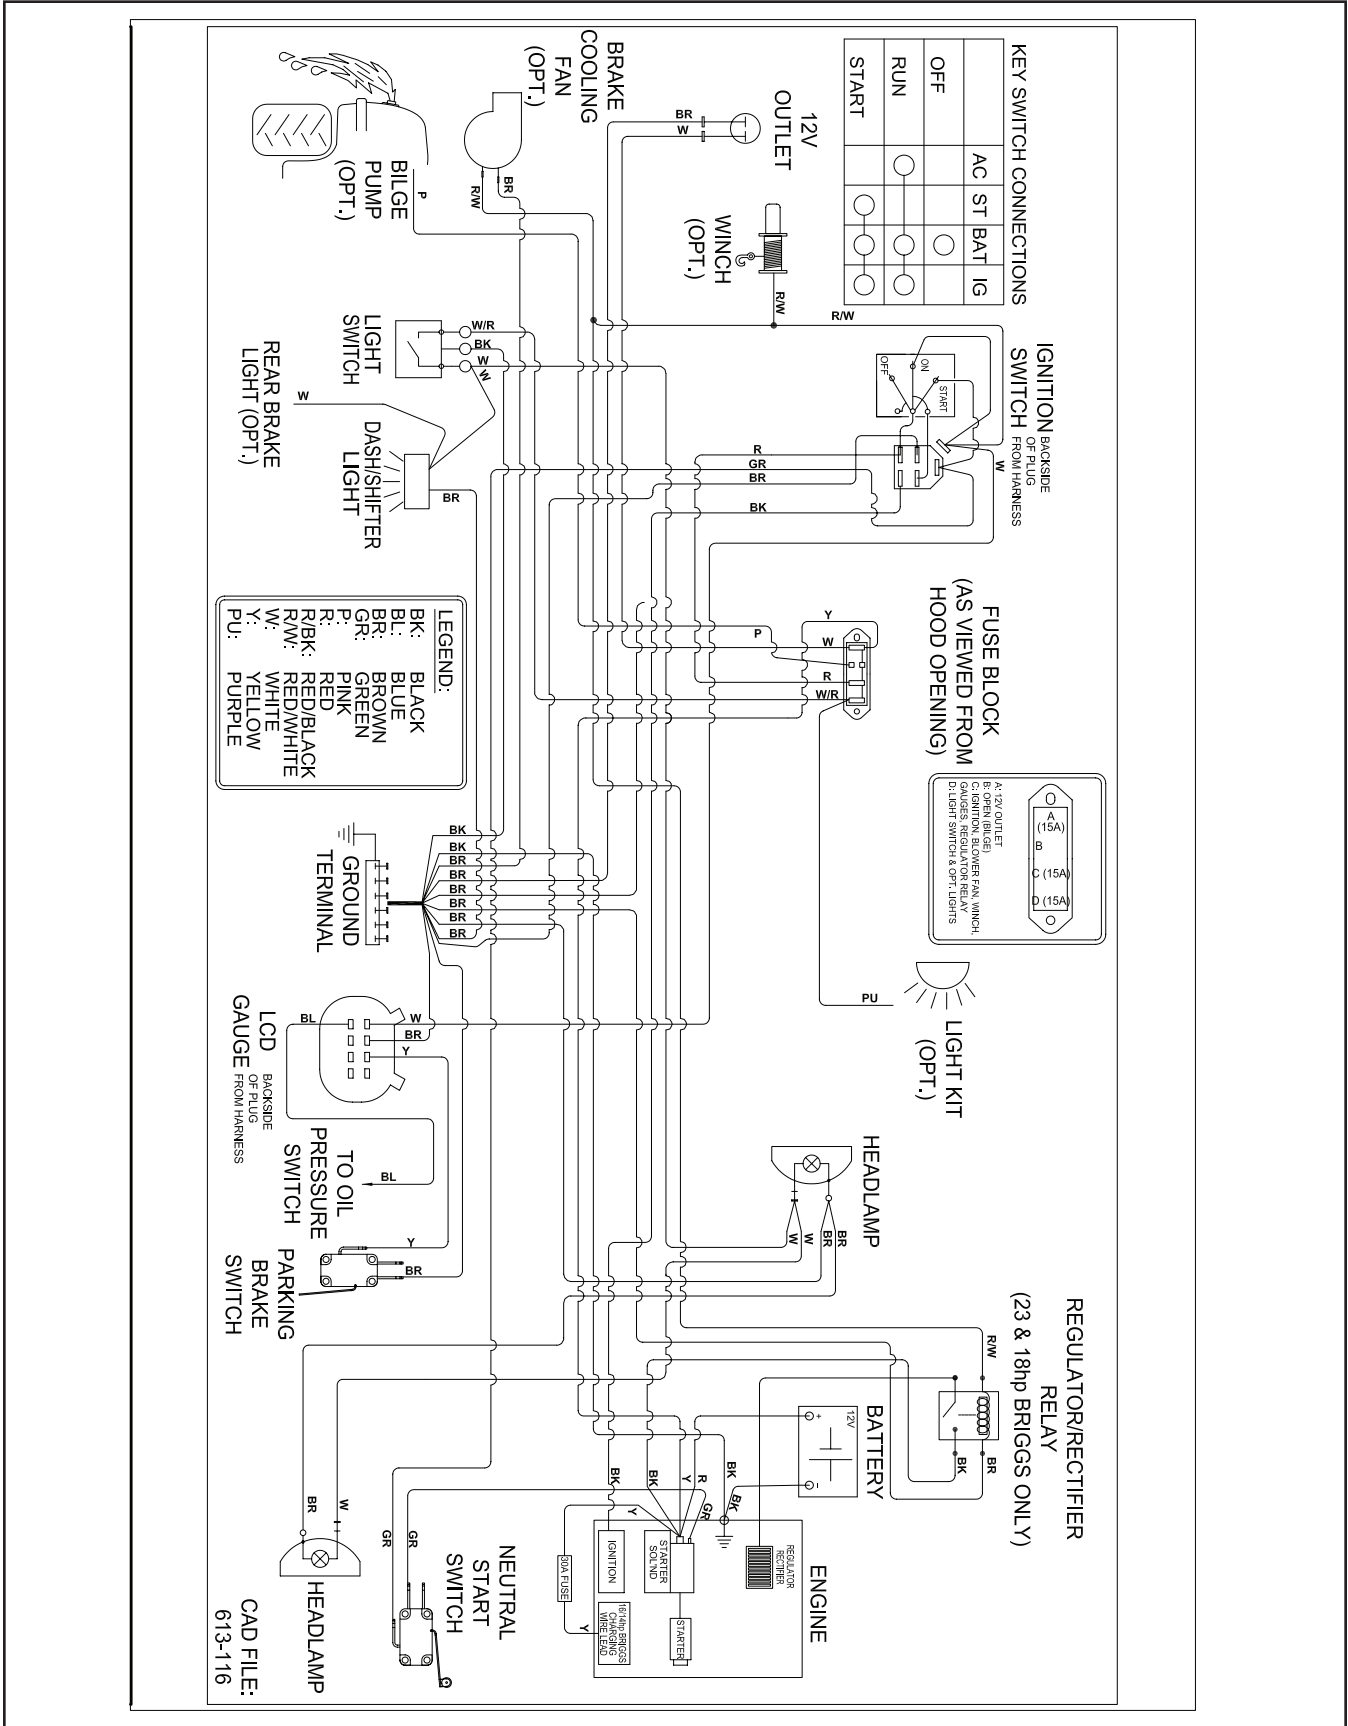 KEY SWITCH CONNECTIONS
AC ST BAT IG
OFF
RUN
START
12V
OUTLET
BR
W
WINCH
(OPT.)
R/W
BRAKE
COOLING
FAN
(OPT.)
BR
R/W
BILGE
PUMP
(OPT.)
P
R/W
IGNITION
SWITCH
BACKSIDE
OF PLUG
FROM HARNESS
OFF
ON
START
W
R
GR
BR
BK
LIGHT
SWITCH
W/R
BK
W
W
REAR BRAKE
LIGHT (OPT.)
W
DASH/SHIFTER
LIGHT
BR
FUSE BLOCK
(AS VIEWED FROM
HOOD OPENING)
Y
W
P
R
W/R
A
(15A)
B
C (15A)
D (15A)
A: 12V OUTLET
B: OPEN (BILGE)
C: IGNITION, BLOWER FAN, WINCH,
GAUGES, REGULATOR RELAY
D: LIGHT SWITCH & OPT. LIGHTS
LEGEND:
BK: BLACK
BL: BLUE
BR: BROWN
GR: GREEN
P: PINK
R: RED
R/BK: RED/BLACK
R/W: RED/WHITE
W: WHITE
Y: YELLOW
PU: PURPLE
GROUND
TERMINAL
BK
BK
BR
BR
BR
BR
BR
BR
LIGHT KIT
(OPT.)
PU
LCD
GAUGE
BACKSIDE
OF PLUG
FROM HARNESS
BL
W
BR
Y
TO OIL
PRESSURE
SWITCH
BL
PARKING
BRAKE
SWITCH
Y
BR
HEADLAMP
W
W
BR
BR
REGULATOR/RECTIFIER
RELAY
(23 & 18hp BRIGGS ONLY)
R/W
BK
BR
BATTERY
12V
+
-
BK
BK
R
GR
Y
BK
BK
Y
ENGINE
REGULATOR
RECTIFIER
STARTER
SOL'ND
STARTER
IGNITION
16/14hp BRIGGS
CHARGING
WIRE LEAD
30A FUSE
Y
NEUTRAL
START
SWITCH
GR
GR
HEADLAMP
BR
W
CAD FILE:
613-116